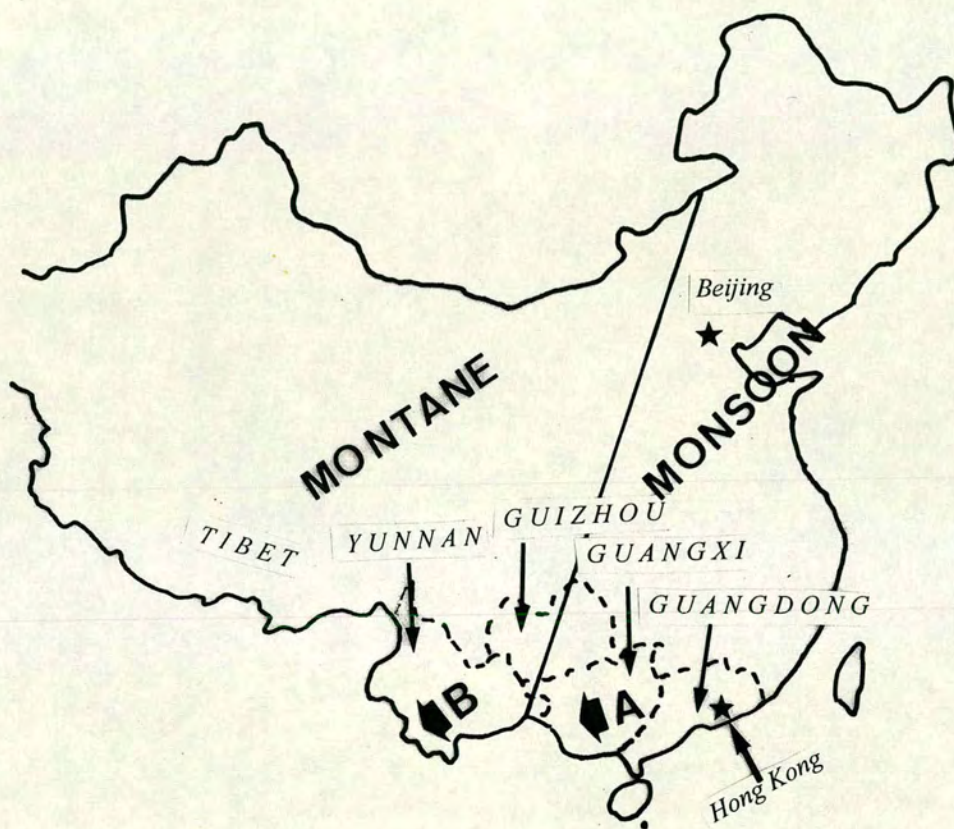 Beijing
MONTANE
MONSOON
TIBET
YUNNAN
GUIZHOU
GUANGXI
GUANGDONG
B
A
Hong Kong